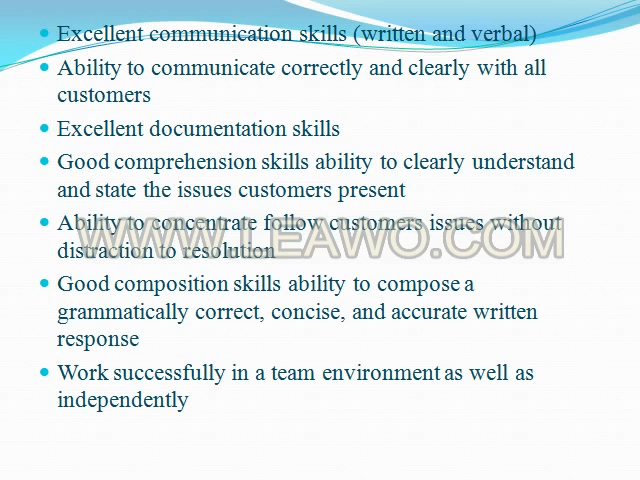 • Excellent communication skills (written and verbal)
• Ability to communicate correctly and clearly with all
customers
• Excellent documentation skills
• Good comprehension skills ability to clearly understand
and state the issues customers present
• Ability to concentrate follow customers issues without
WWW.LEAWO.COM
distraction to resolution
• Good composition skills ability to compose a
grammatically correct, concise, and accurate written
response
• Work successfully in a team environment as well as
independently